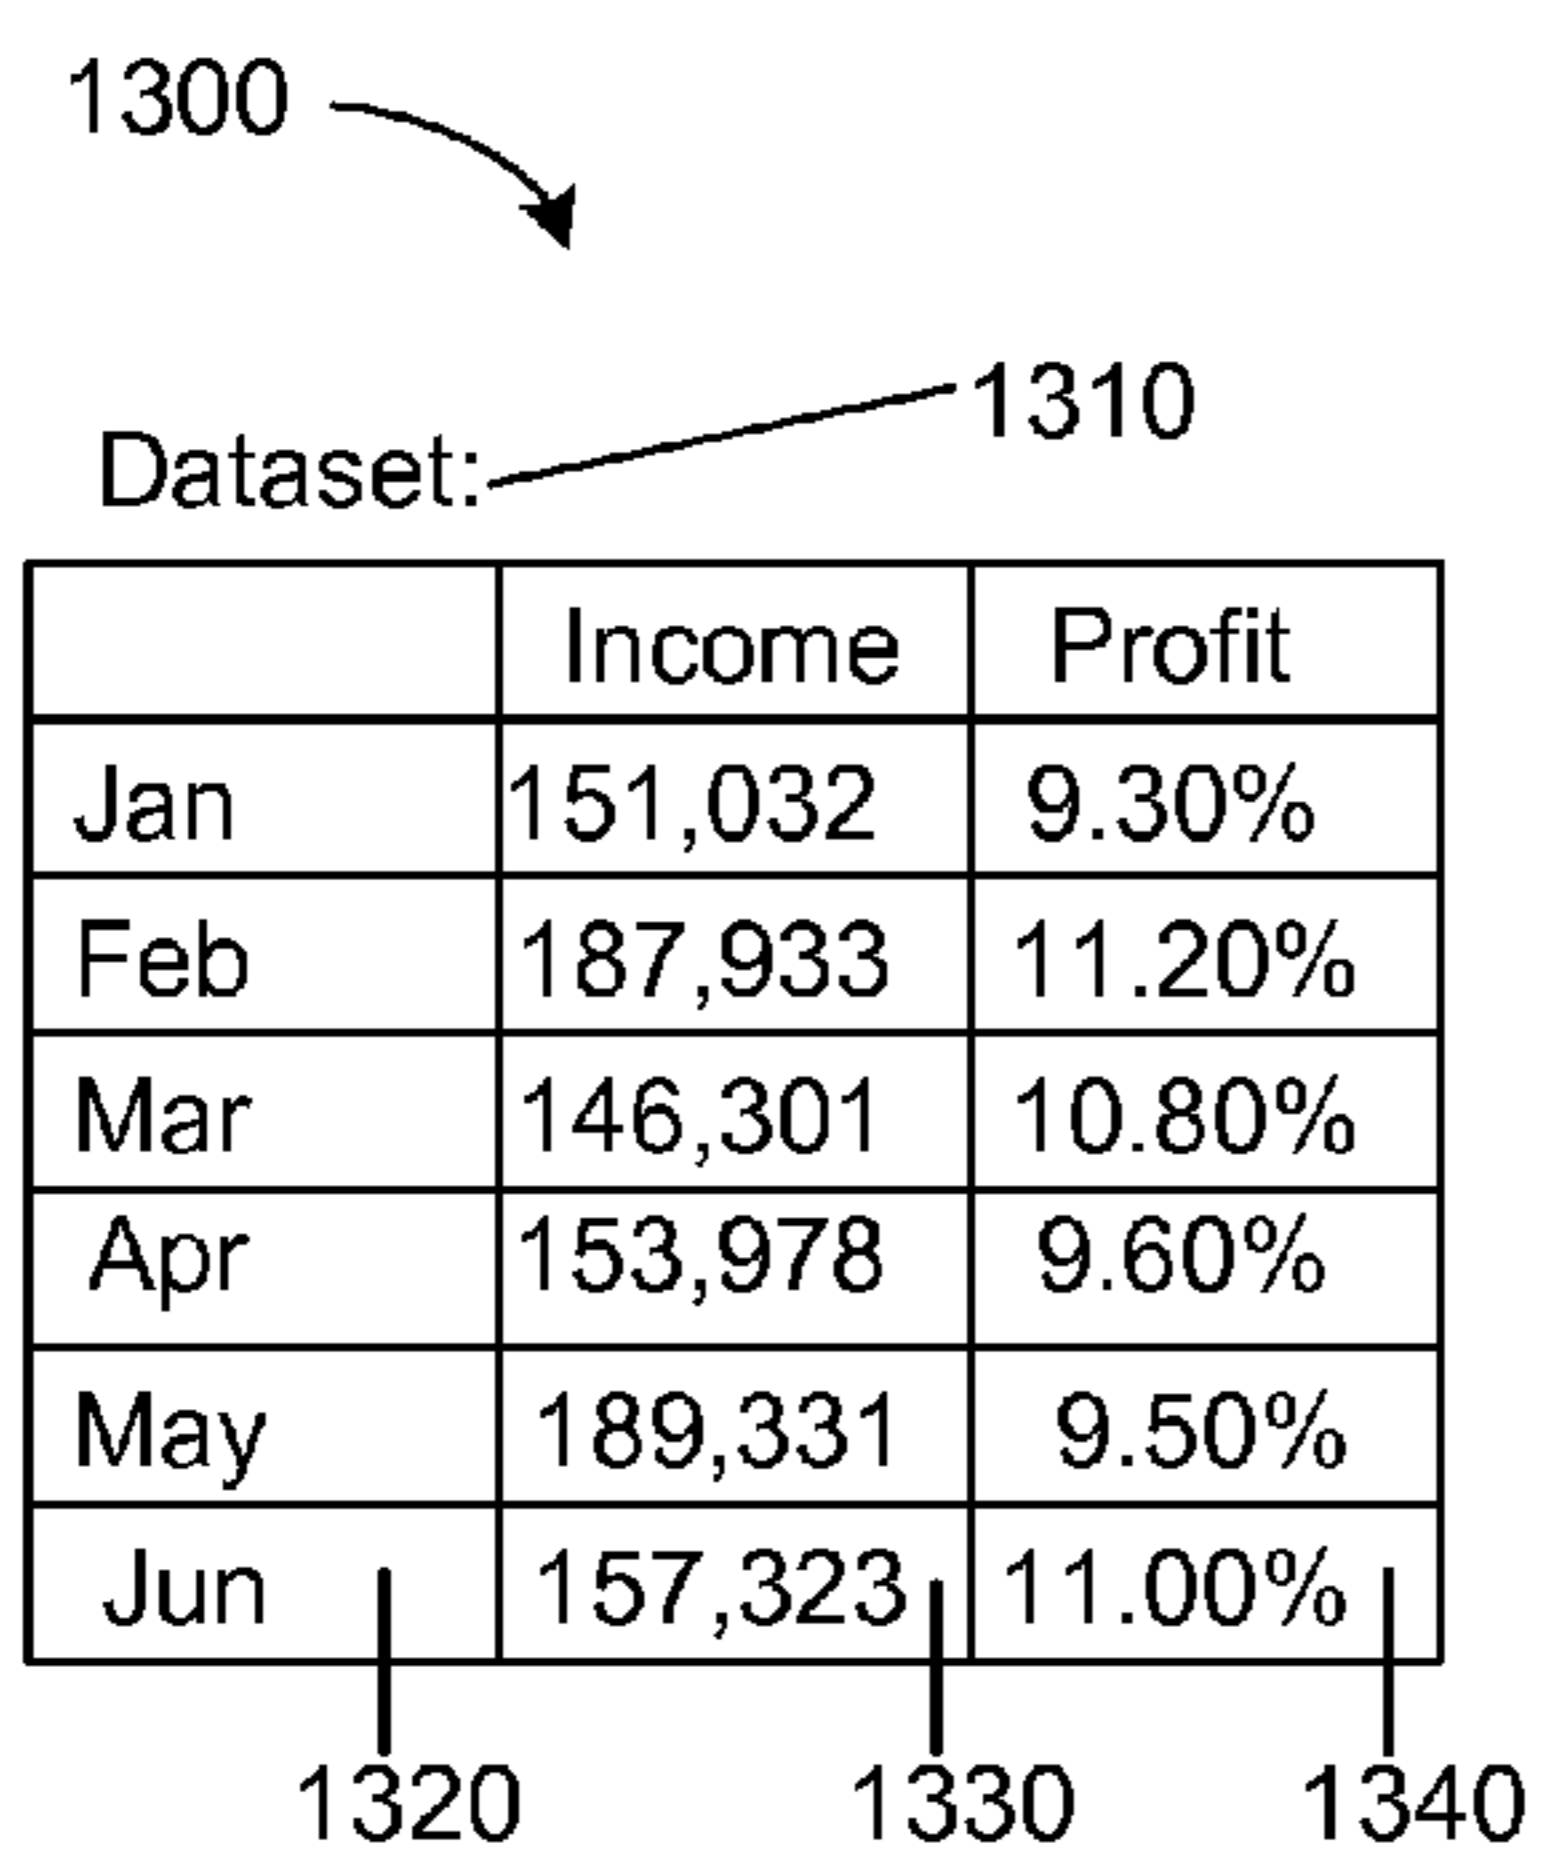 1300
1310
Dataset:
Income Profit
Jan 151,032 9.30%
Feb 187,933 11.20%
Mar 146,301 10.80%
Apr 153,978 9.60%
May 189,331 9.50%
Jun 157,323 11.00%
1320 1330 1340